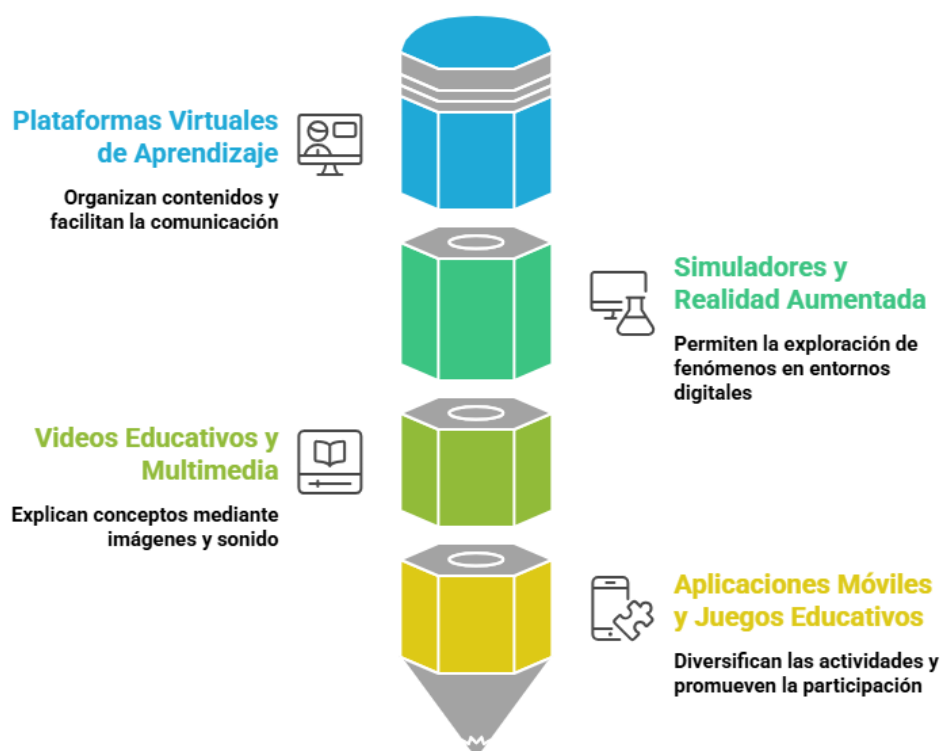 Plataformas Virtuales
de Aprendizaje
Organizan contenidos y
facilitan la comunicación
Simuladores y
Realidad Aumentada
Permiten la exploración de
fenómenos en entornos
digitales
Videos Educativos y
Multimedia
Explican conceptos mediante
imágenes y sonido
Aplicaciones Móviles
y Juegos Educativos
Diversifican las actividades y
promueven la participación